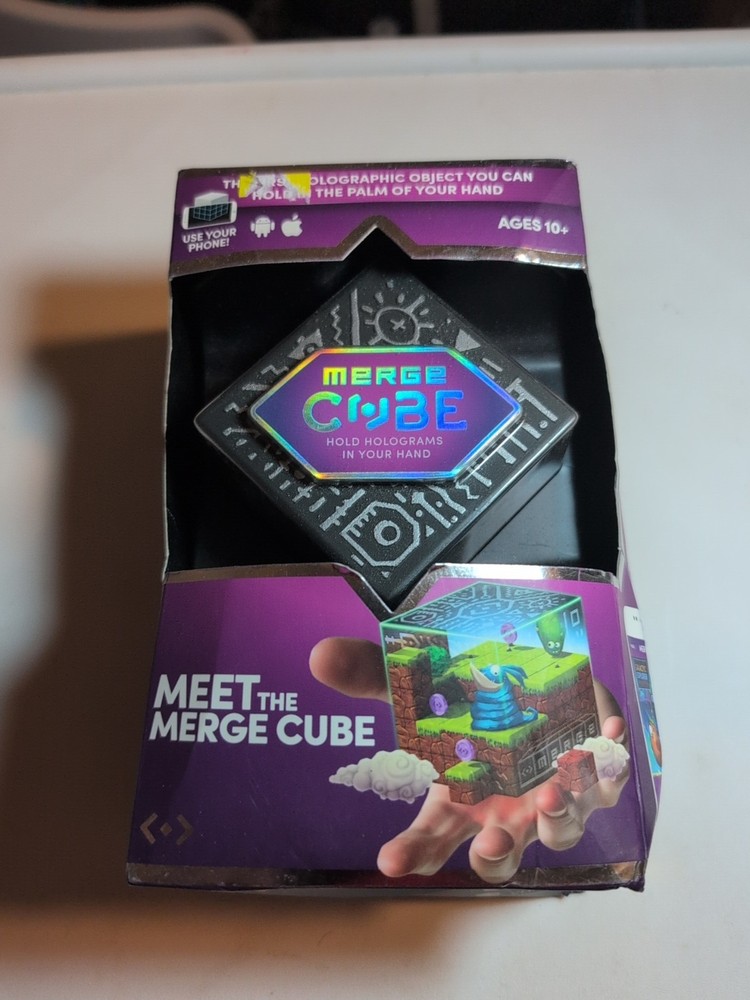 OLOGRAPHIC OBJECT YOU CAN
THE PALM OF YOUR HAND
USE YOUR
PHONE!
AGES 10+
MERGE
CUBE
HOLD HOLOGRAMS
IN YOUR HAND
MEET THE
MERGE CUBE
MERGE